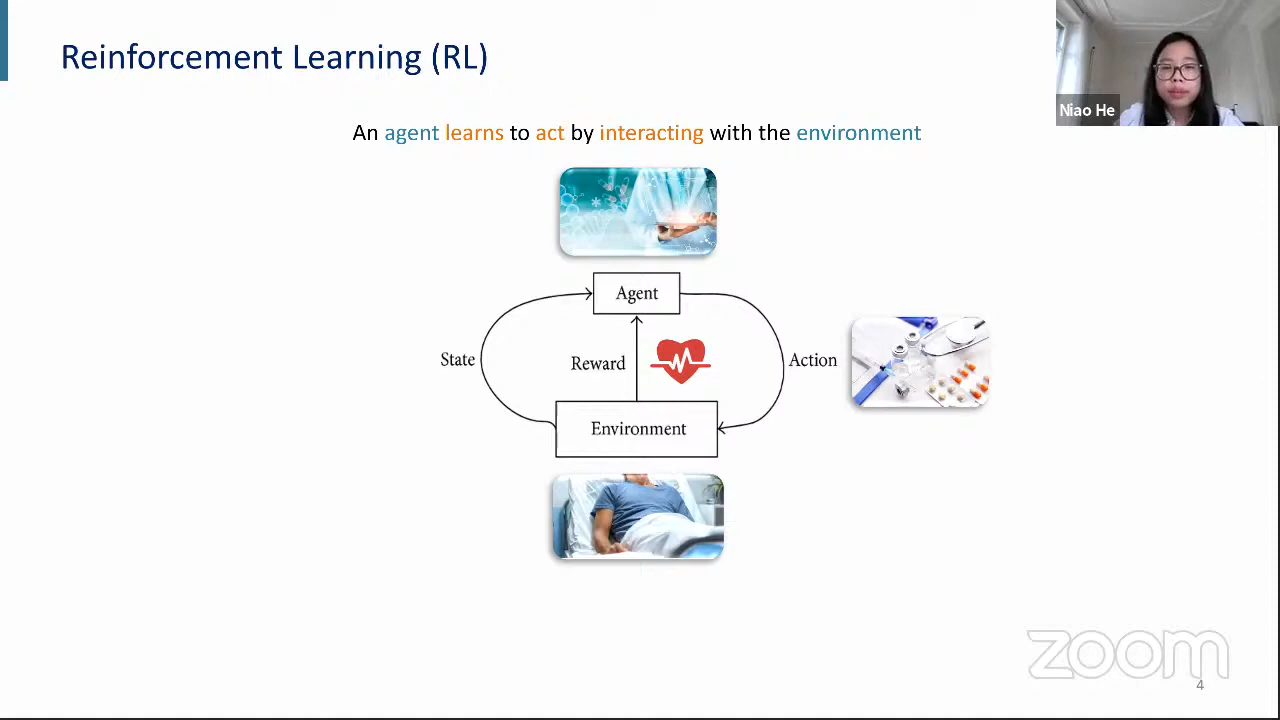 Reinforcement Learning (RL)
Niao He
An agent learns to act by interacting with the environment
Agent
State
Reward
Action
Environment
zoom
4